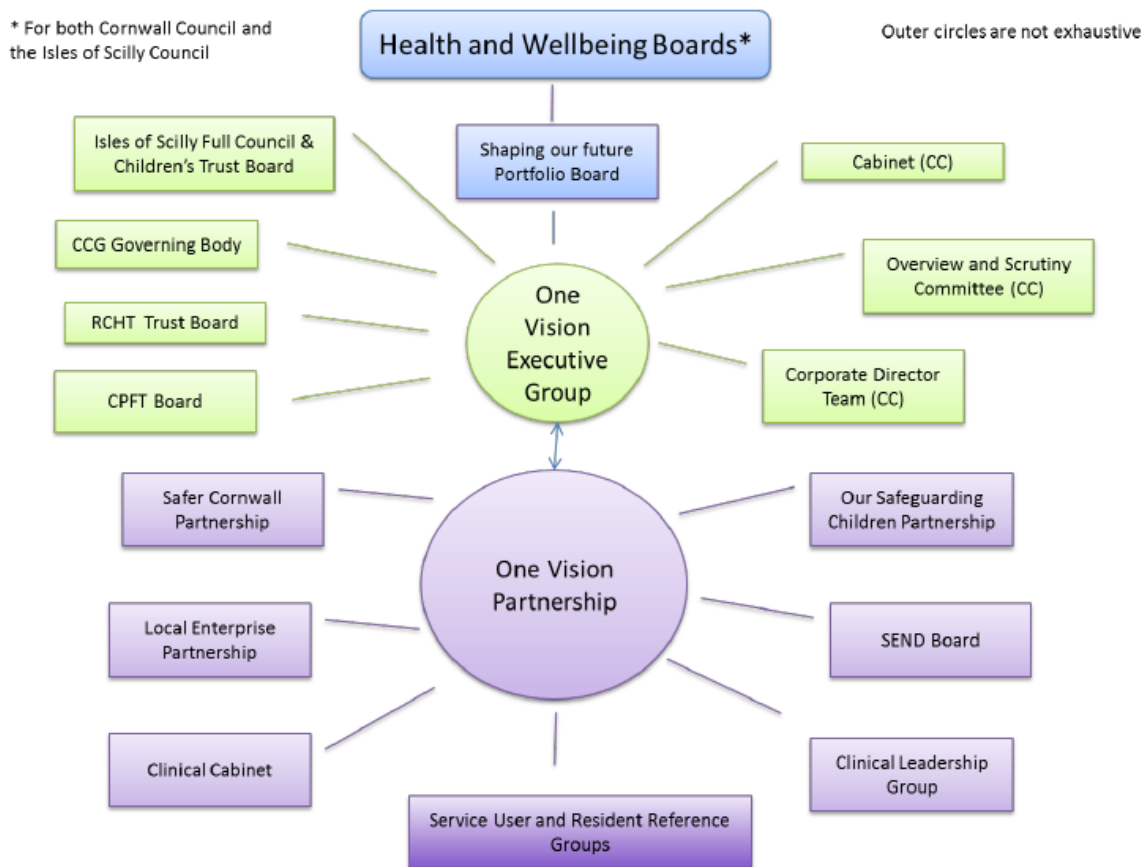 * For both Cornwall Council and
the Isles of Scilly Council
Health and Wellbeing Boards*
Outer circles are not exhaustive
Isles of Scilly Full Council &
Children's Trust Board
Shaping our future
Portfolio Board
Cabinet (CC)
CCG Governing Body
Overview and Scrutiny
Committee (CC)
One
Vision
Executive
Group
RCHT Trust Board
CPFT Board
Corporate Director
Team (CC)
Safer Cornwall
Partnership
Our Safeguarding
Children Partnership
One Vision
Partnership
Local Enterprise
Partnership
SEND Board
Clinical Cabinet
Clinical Leadership
Group
Service User and Resident Reference
Groups